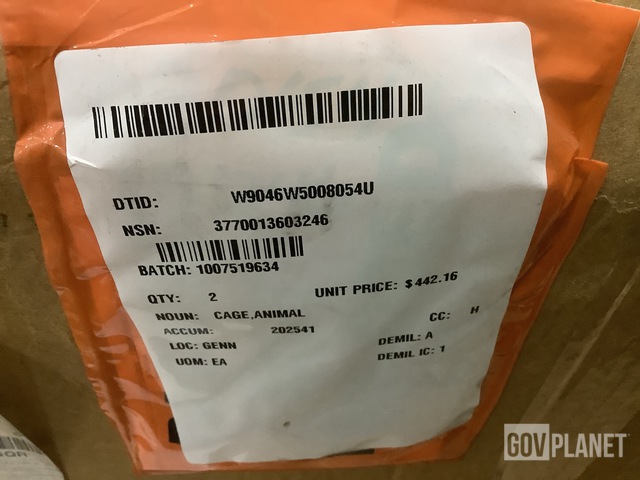 DTID: W9046W5008054U
NSN: 3770013603246
BATCH: 1007519634
QTY: 2 UNIT PRICE: $442.16
NOUN: CAGE,ANIMAL CC: H
ACCUM: 202541
LOC: GENN DEMIL: A
UOM: EA DEMIL IC: 1
GOVPLANET